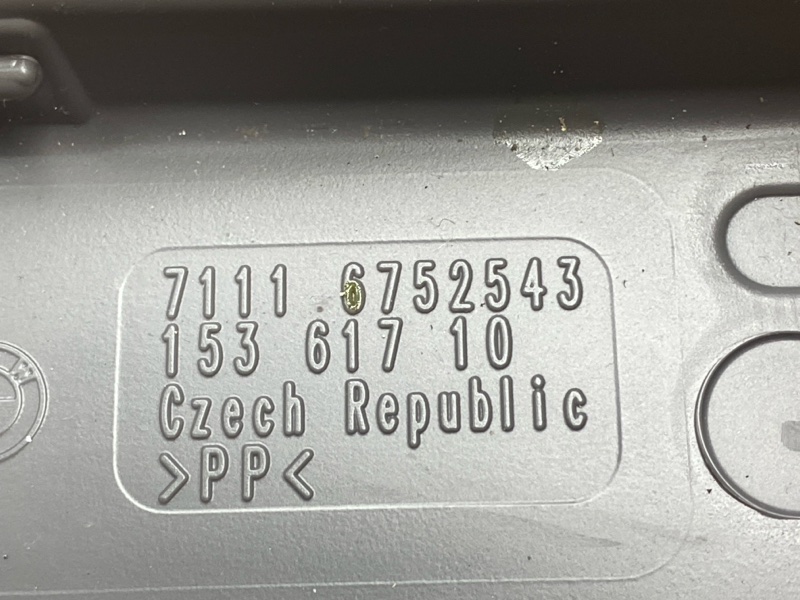 7111 .6752543
153 617 10
Czech Republic
>PP<
W